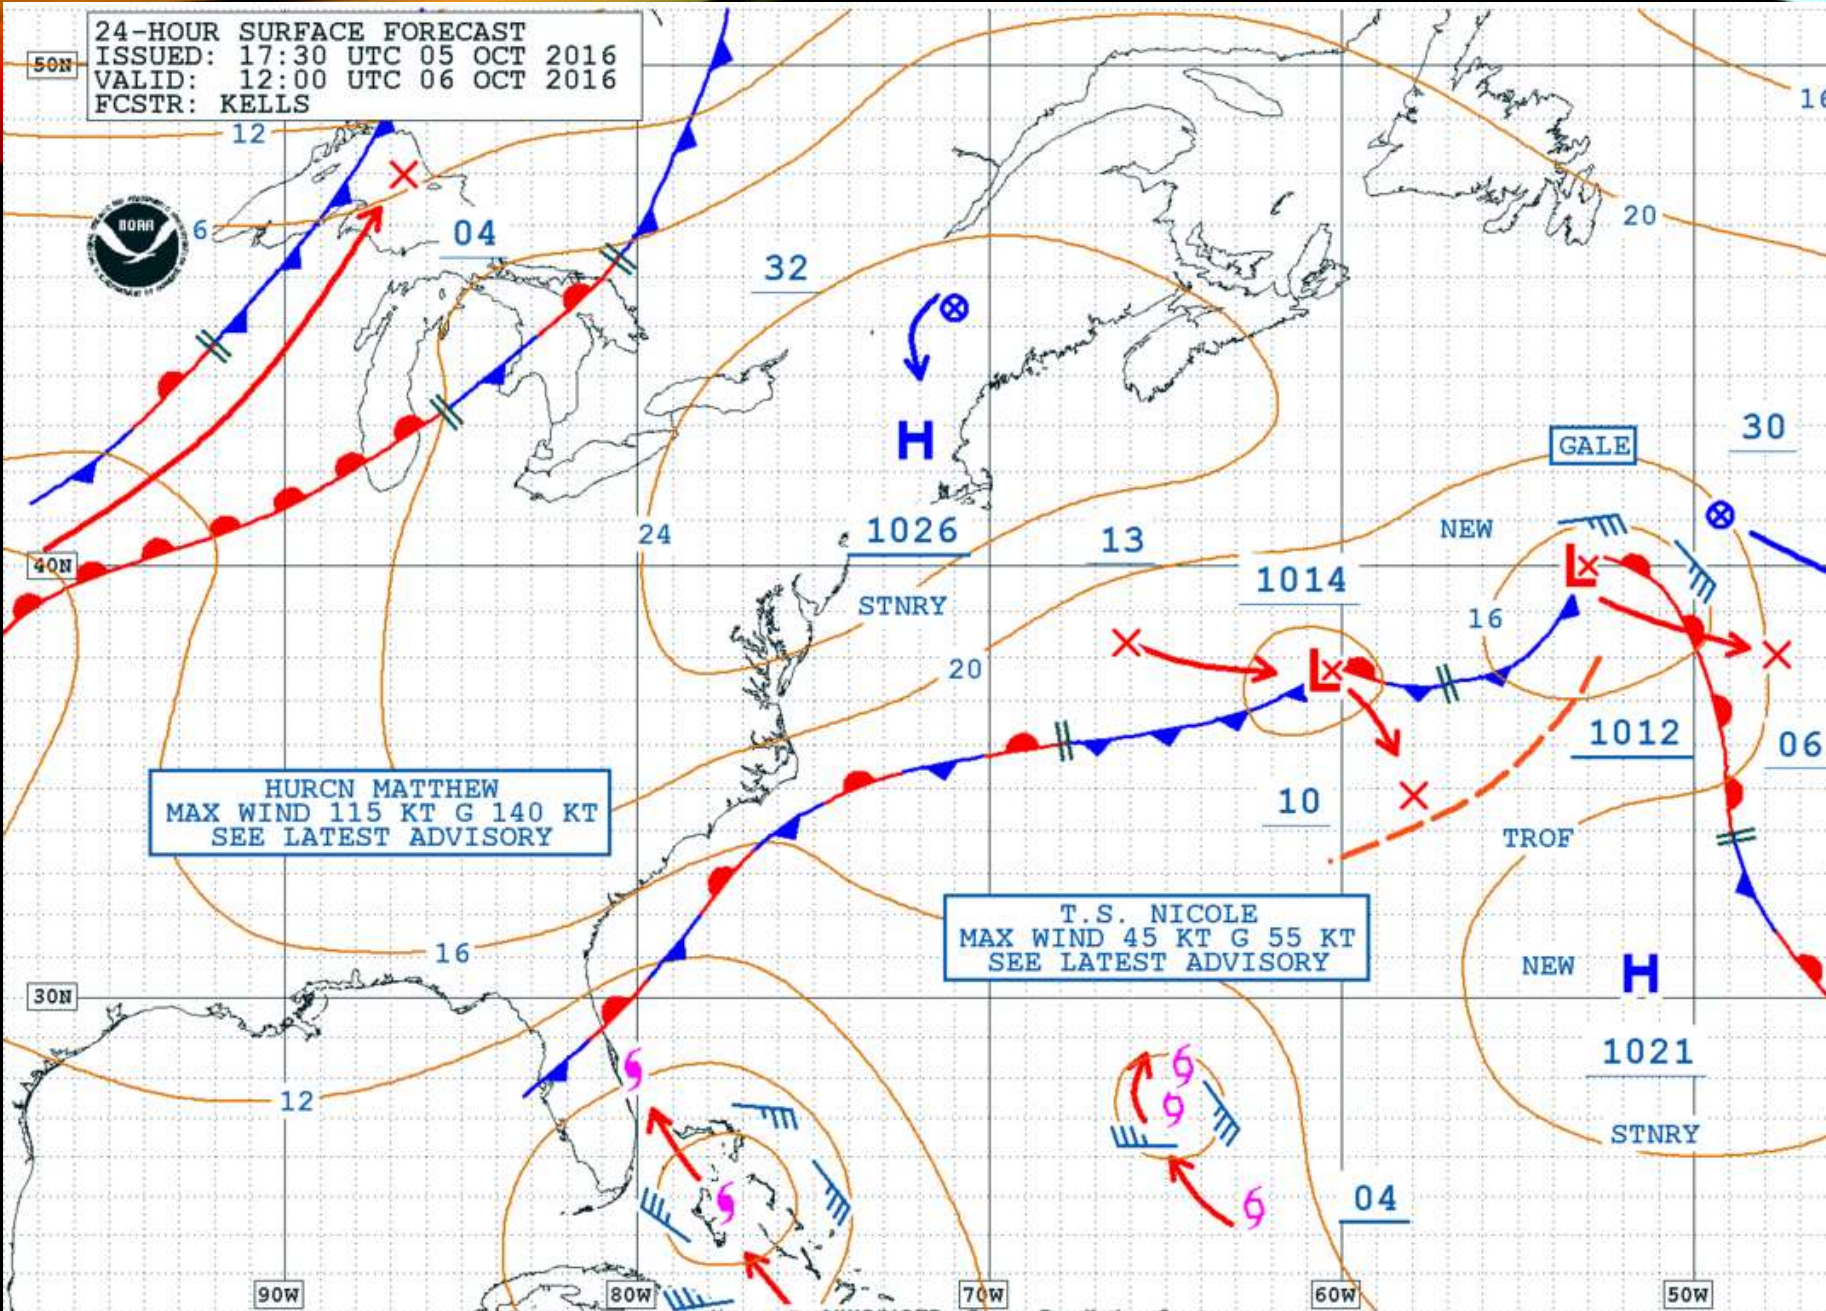 24-HOUR SURFACE FORECAST
ISSUED: 17:30 UTC 05 OCT 2016
VALID: 12:00 UTC 06 OCT 2016
FCSTR: KELLS
50N
16
12
NOAA
6
04
20
32
H
GALE
30
24
1026
13
NEW
40N
1014
L
STNRY
16
20
L
1012
06
HURCN MATTHEW
MAX WIND 115 KT G 140 KT
SEE LATEST ADVISORY
10
TROF
T.S. NICOLE
MAX WIND 45 KT G 55 KT
SEE LATEST ADVISORY
16
NEW
H
30N
1021
12
STNRY
04
90W
80W
70W
60W
50W